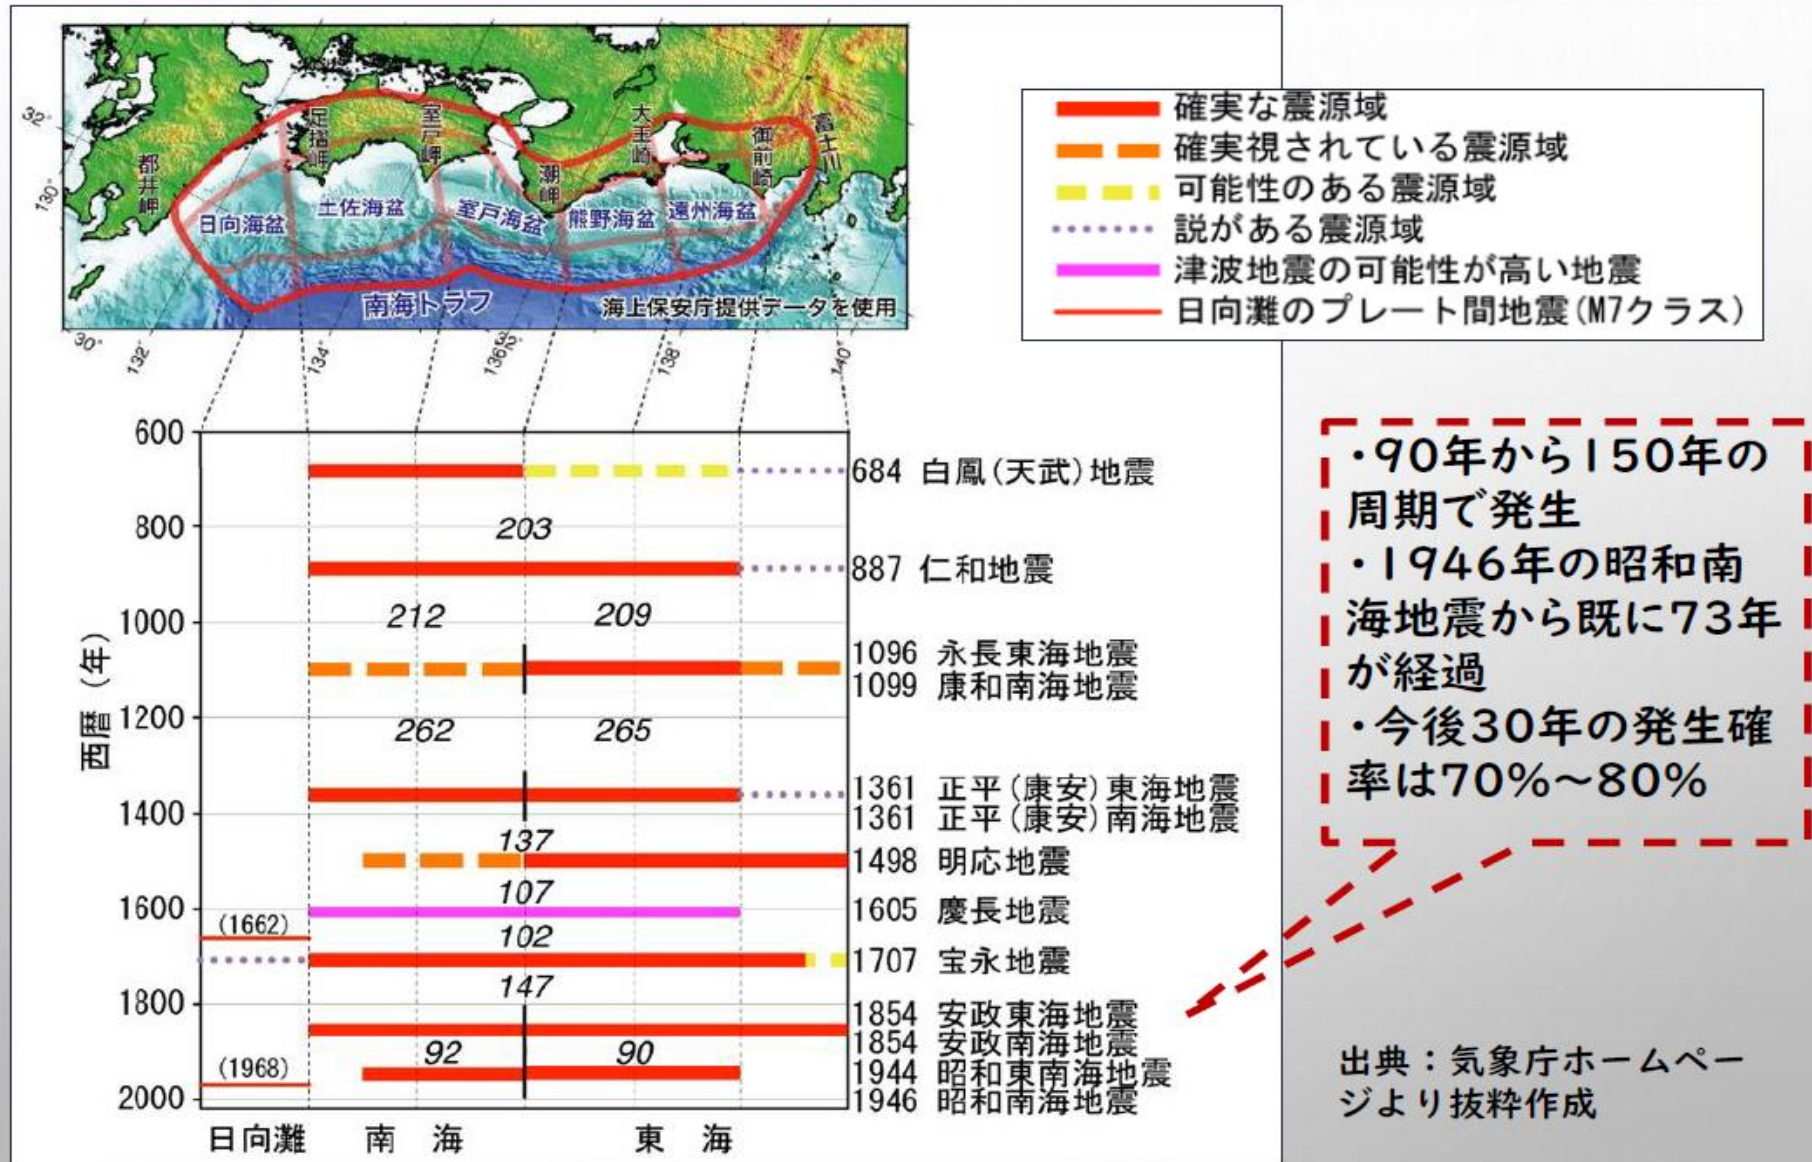 32°
130°
都井岬
足摺岬
室戸岬
潮岬
大王崎
御前崎
富士川
日向海盆
土佐海盆
室戸海盆
熊野海盆
遠州海盆
南海トラフ
海上保安庁提供データを使用
30°
132°
134°
136°
32°
138°
140°
確実な震源域
確実視されている震源域
可能性のある震源域
説がある震源域
津波地震の可能性が高い地震
日向灘のプレート間地震(M7クラス)
西暦(年)
600
800
1000
1200
1400
1600
1800
2000
684 白鳳(天武)地震
203
887 仁和地震
212 209
1096 永長東海地震
1099 康和南海地震
262 265
1361 正平(康安)東海地震
1361 正平(康安)南海地震
137
1498 明応地震
107
1605 慶長地震
(1662)
102
1707 宝永地震
147
1854 安政東海地震
1854 安政南海地震
92 90
(1968)
1944 昭和東南海地震
1946 昭和南海地震
日向灘 南 海 東 海
・90年から150年の
周期で発生
・1946年の昭和南
海地震から既に73年
が経過
・今後30年の発生確
率は70%~80%
出典:気象庁ホームペー
ジより抜粋作成